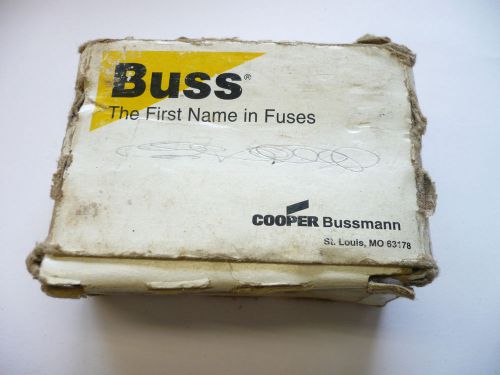 Buss®
The First Name in Fuses
COOPER Bussmann
St. Louis, MO 63178